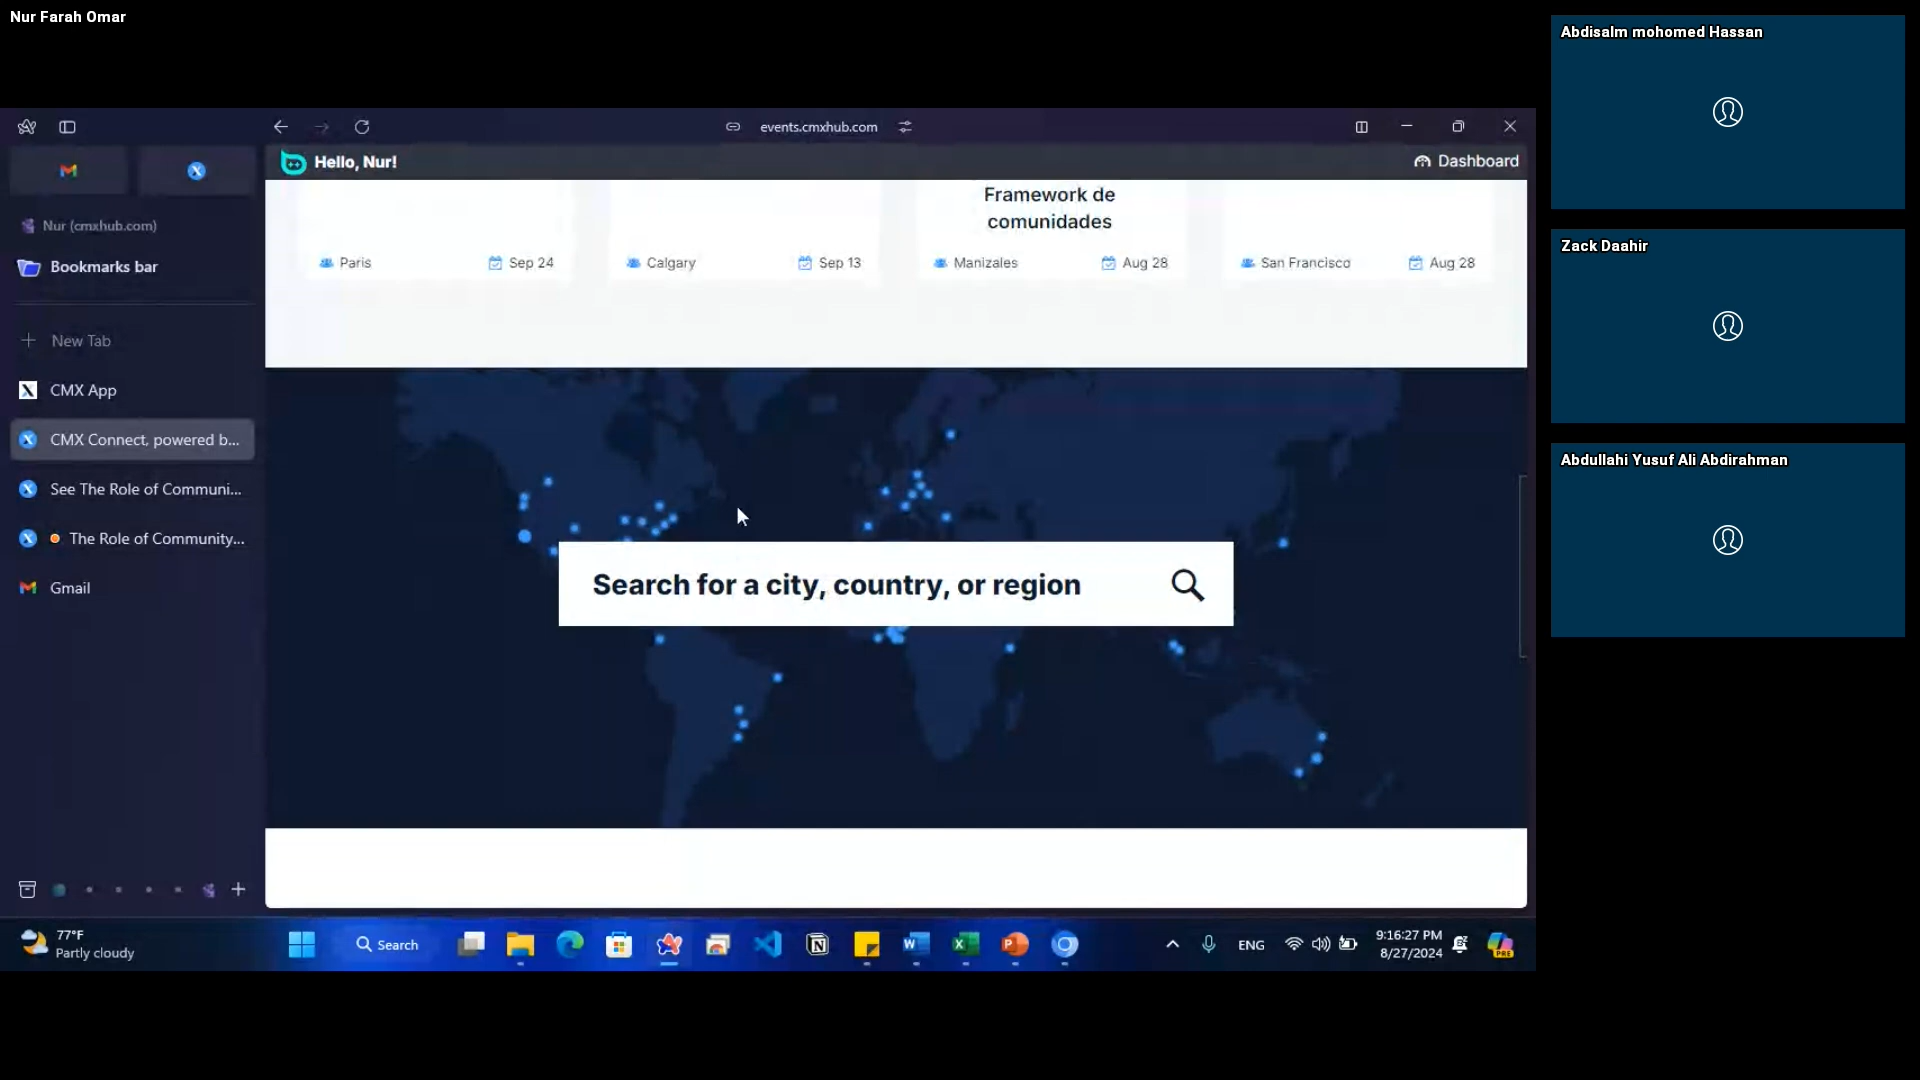 Nur Farah Omar
Abdisalm mohomed Hassan
events.cmxhub.com
Hello, Nur!
Dashboard
Nur (cmxhub.com)
Bookmarks bar
New Tab
CMX App
CMX Connect, powered b...
See The Role of Communi...
The Role of Community...
Gmail
Framework de
comunidades
Paris Sep 24
Calgary Sep 13
Manizales Aug 28
San Francisco Aug 28
Search for a city, country, or region
Zack Daahir
Abdullahi Yusuf Ali Abdirahman
77°F
Partly cloudy
Search
ENG
9:16:27 PM
8/27/2024
PRE